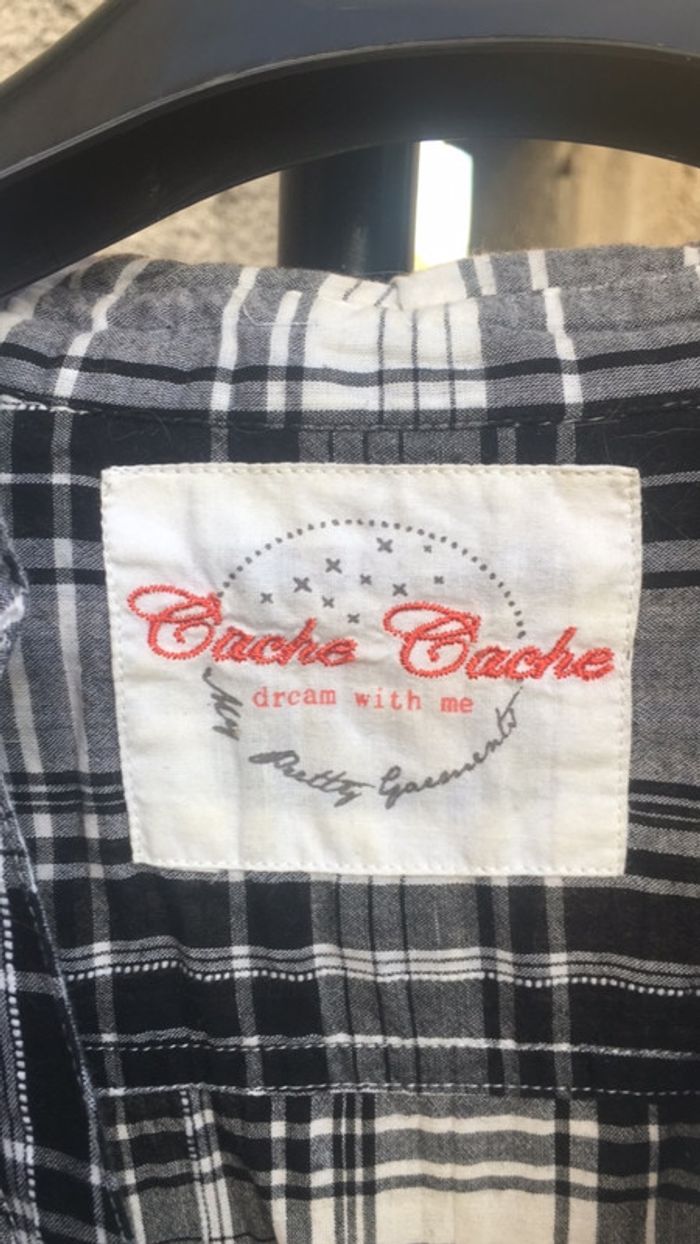 Cache Cache
dream with me
My Pretty Garments